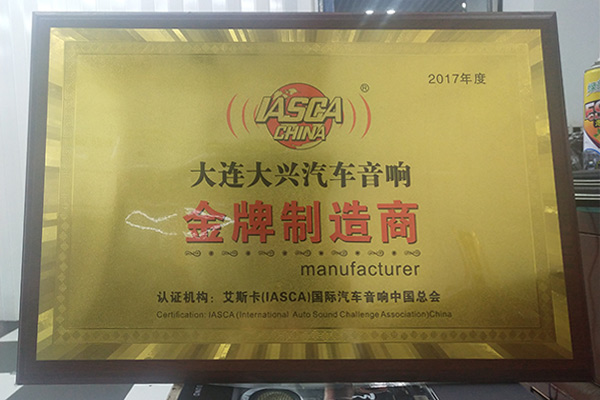 2017年度
IASCA®
CHINA
大连大兴汽车音响
金牌制造商
manufacturer
认证机构：艾斯卡(IASCA)国际汽车音响中国总会
Certification: IASCA (International Auto Sound Challenge Association)China